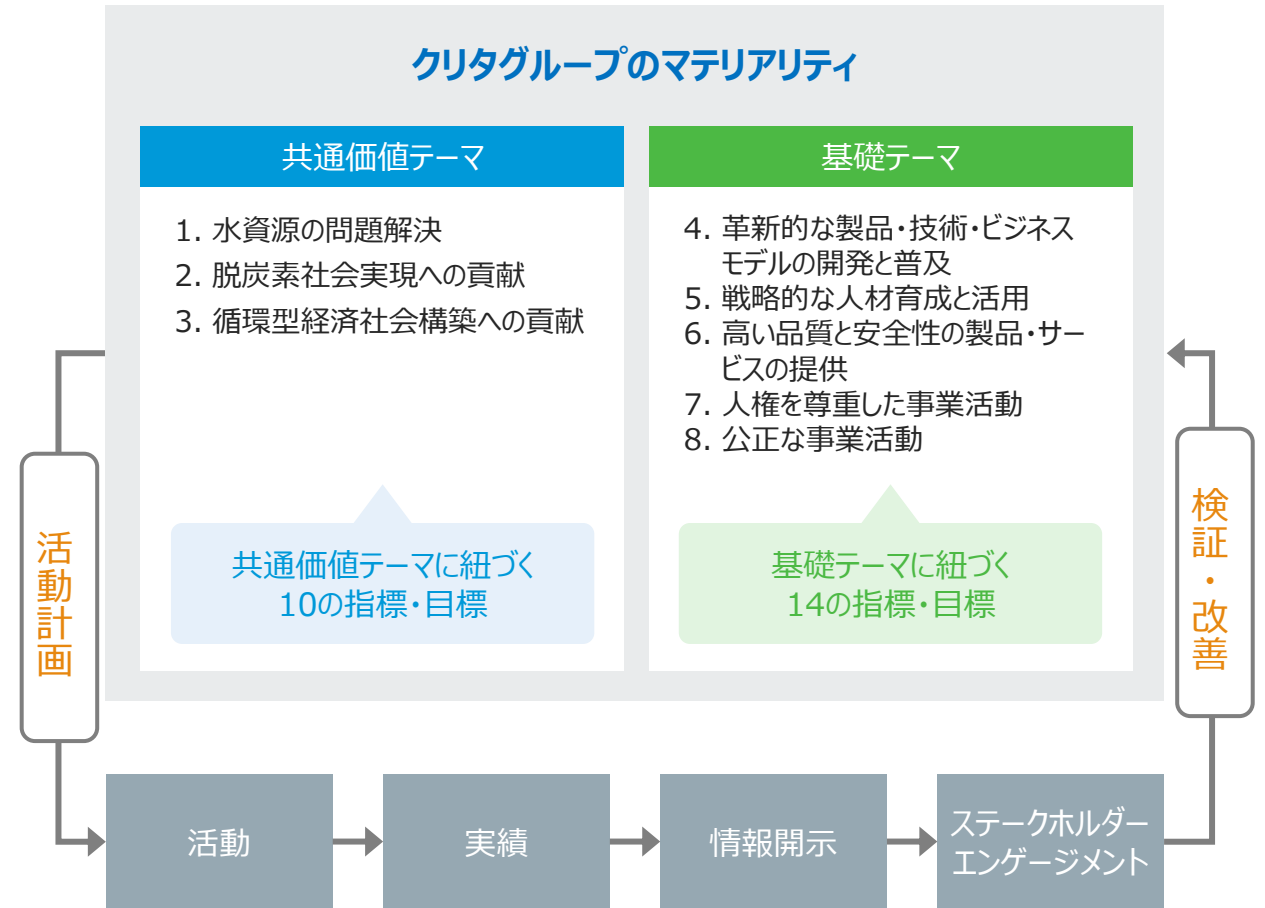 クリタグループのマテリアリティ
共通価値テーマ
1. 水資源の問題解決
2. 脱炭素社会実現への貢献
3. 循環型経済社会構築への貢献
共通価値テーマに紐づく
10の指標・目標
基礎テーマ
4. 革新的な製品・技術・ビジネス
モデルの開発と普及
5. 戦略的な人材育成と活用
6. 高い品質と安全性の製品・サー
ビスの提供
7. 人権を尊重した事業活動
8. 公正な事業活動
基礎テーマに紐づく
14の指標・目標
活動計画
活動
実績
情報開示
ステークホルダー
エンゲージメント
検証・改善